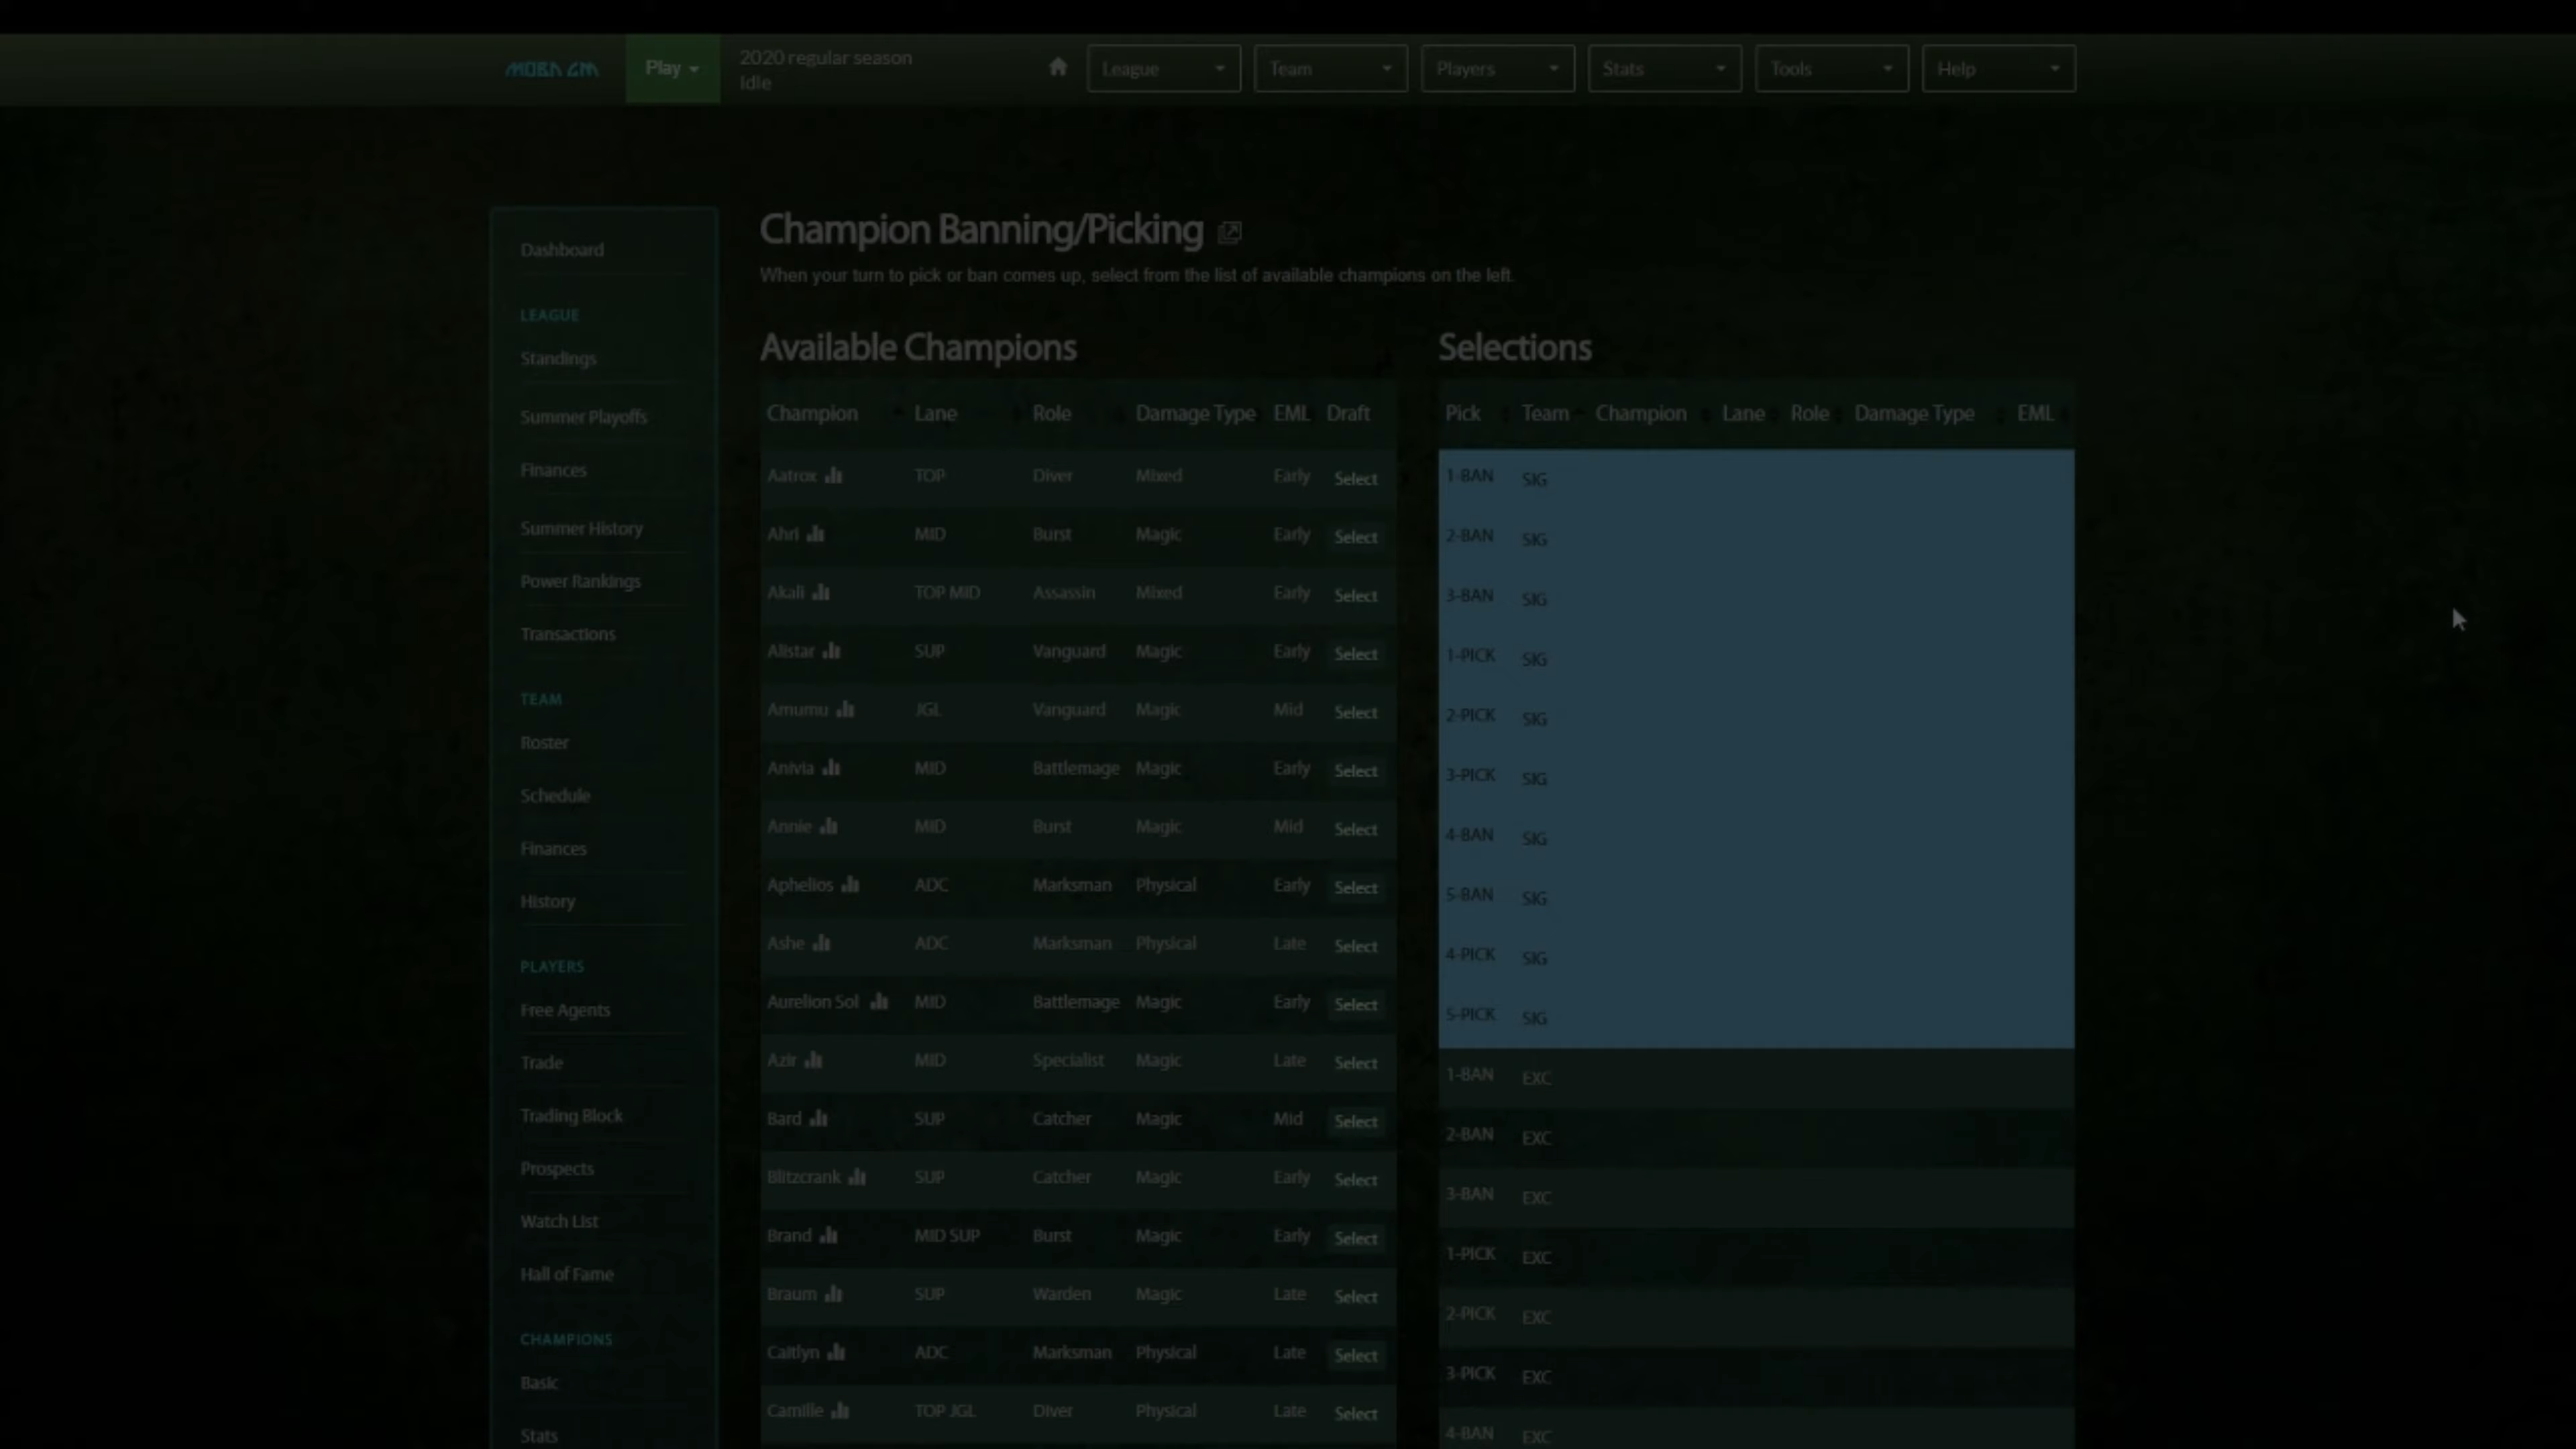 MOBA GM
Play
2020 regular season
Idle
League
Team
Players
Stats
Tools
Help
Dashboard
LEAGUE
Standings
Summer Playoffs
Finances
Summer History
Power Rankings
Transactions
TEAM
Roster
Schedule
Finances
History
PLAYERS
Free Agents
Trade
Trading Block
Prospects
Watch List
Hall of Fame
CHAMPIONS
Basic
Stats
Champion Banning/Picking
When your turn to pick or ban comes up, select from the list of available champions on the left.
Available Champions
Champion Lane Role Damage Type EML Draft
Aatrox TOP Diver Mixed Early Select
Ahri MID Burst Magic Early Select
Akali TOP MID Assassin Mixed Early Select
Alistar SUP Vanguard Magic Early Select
Amumu JGL Vanguard Magic Mid Select
Anivia MID Battlemage Magic Early Select
Annie MID Burst Magic Mid Select
Aphelios ADC Marksman Physical Early Select
Ashe ADC Marksman Physical Late Select
Aurelion Sol MID Battlemage Magic Early Select
Azir MID Specialist Magic Late Select
Bard SUP Catcher Magic Mid Select
Blitzcrank SUP Catcher Magic Early Select
Brand MID SUP Burst Magic Early Select
Braum SUP Warden Magic Late Select
Caitlyn ADC Marksman Physical Late Select
Camille TOP JGL Diver Physical Late Select
Selections
Pick Team Champion Lane Role Damage Type EML
1-BAN SIG
2-BAN SIG
3-BAN SIG
1-PICK SIG
2-PICK SIG
3-PICK SIG
4-BAN SIG
5-BAN SIG
4-PICK SIG
5-PICK SIG
1-BAN EXC
2-BAN EXC
3-BAN EXC
1-PICK EXC
2-PICK EXC
3-PICK EXC
4-BAN EXC